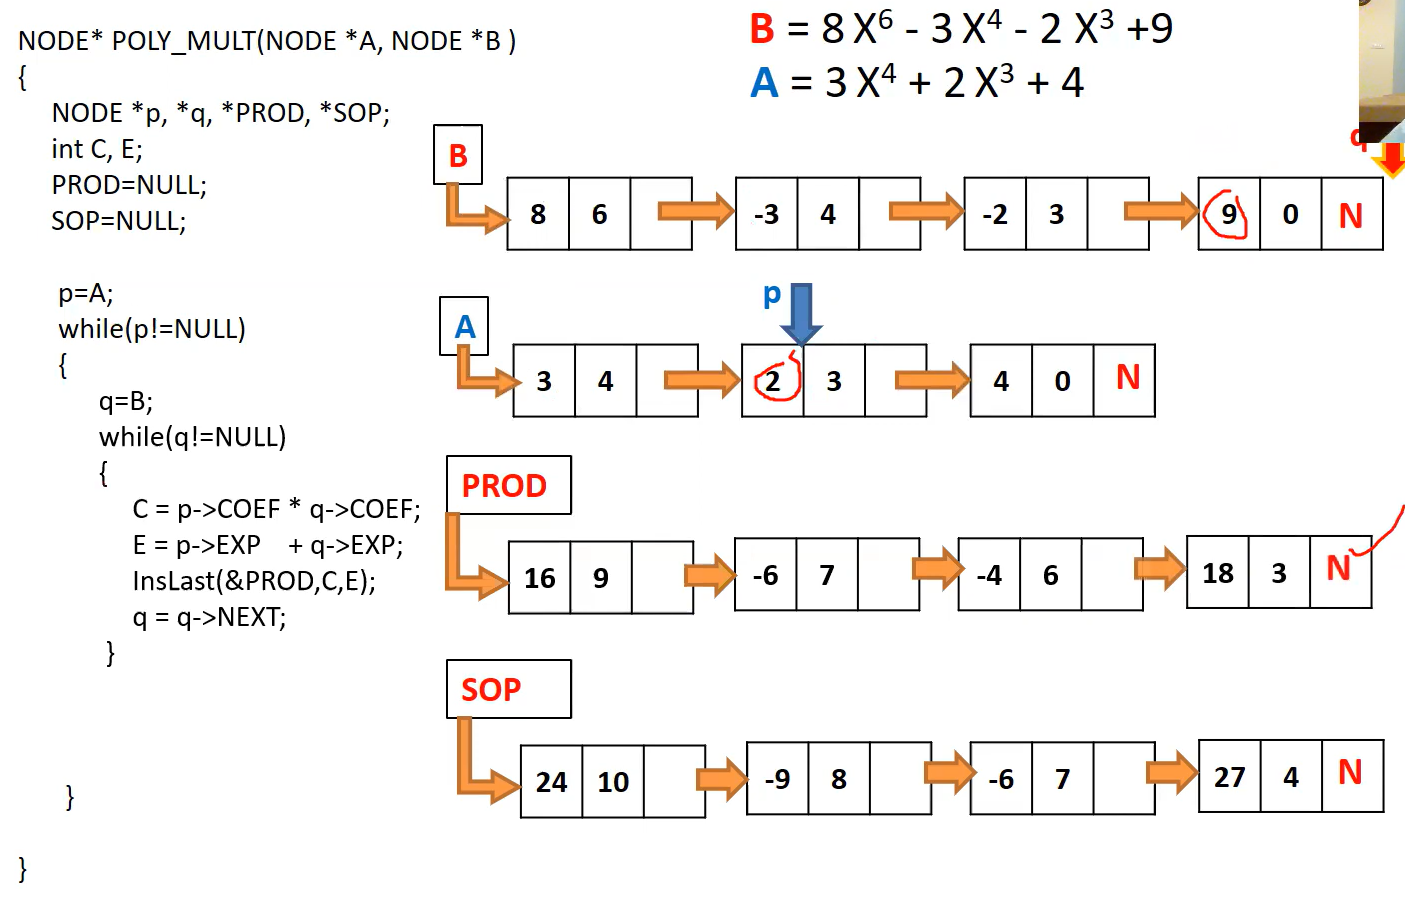 NODE* POLY_MULT(NODE *A, NODE *B )
{
NODE *p, *q, *PROD, *SOP;
int C, E;
PROD=NULL;
SOP=NULL;
p=A;
while(p!=NULL)
{
q=B;
while(q!=NULL)
{
C = p->COEF * q->COEF;
E = p->EXP + q->EXP;
InsLast(&PROD,C,E);
q = q->NEXT;
}
}
}
B = 8 X⁶ - 3 X⁴ - 2 X³ +9
A = 3 X⁴ + 2 X³ + 4
q
B
8 6 -3 4 -2 3 9 0 N
p
A
3 4 2 3 4 0 N
PROD
16 9 -6 7 -4 6 18 3 N
SOP
24 10 -9 8 -6 7 27 4 N